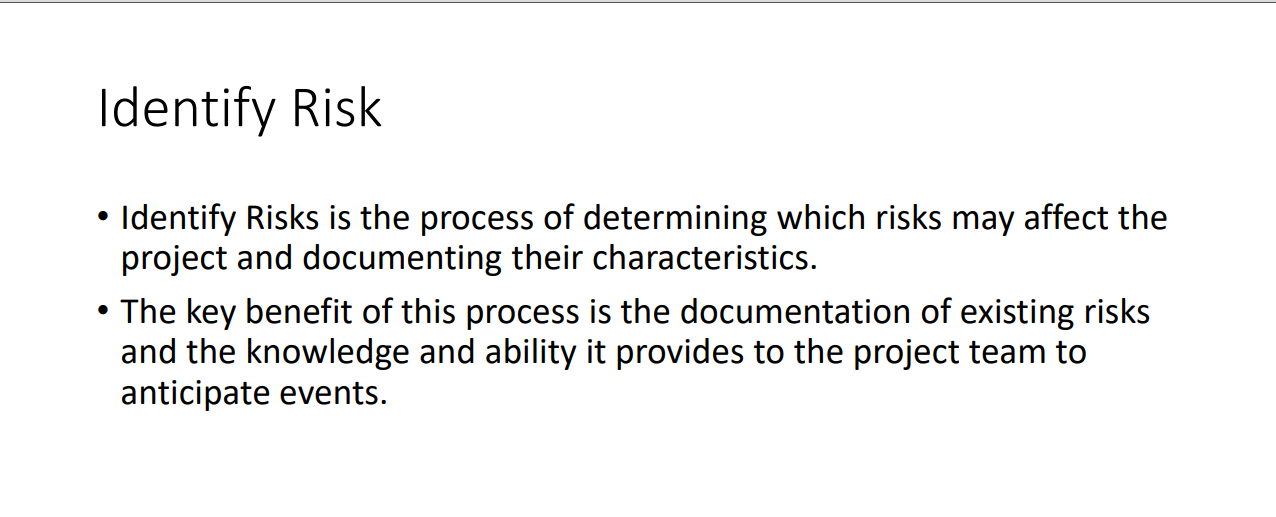 Identify Risk
• Identify Risks is the process of determining which risks may affect the
project and documenting their characteristics.
• The key benefit of this process is the documentation of existing risks
and the knowledge and ability it provides to the project team to
anticipate events.